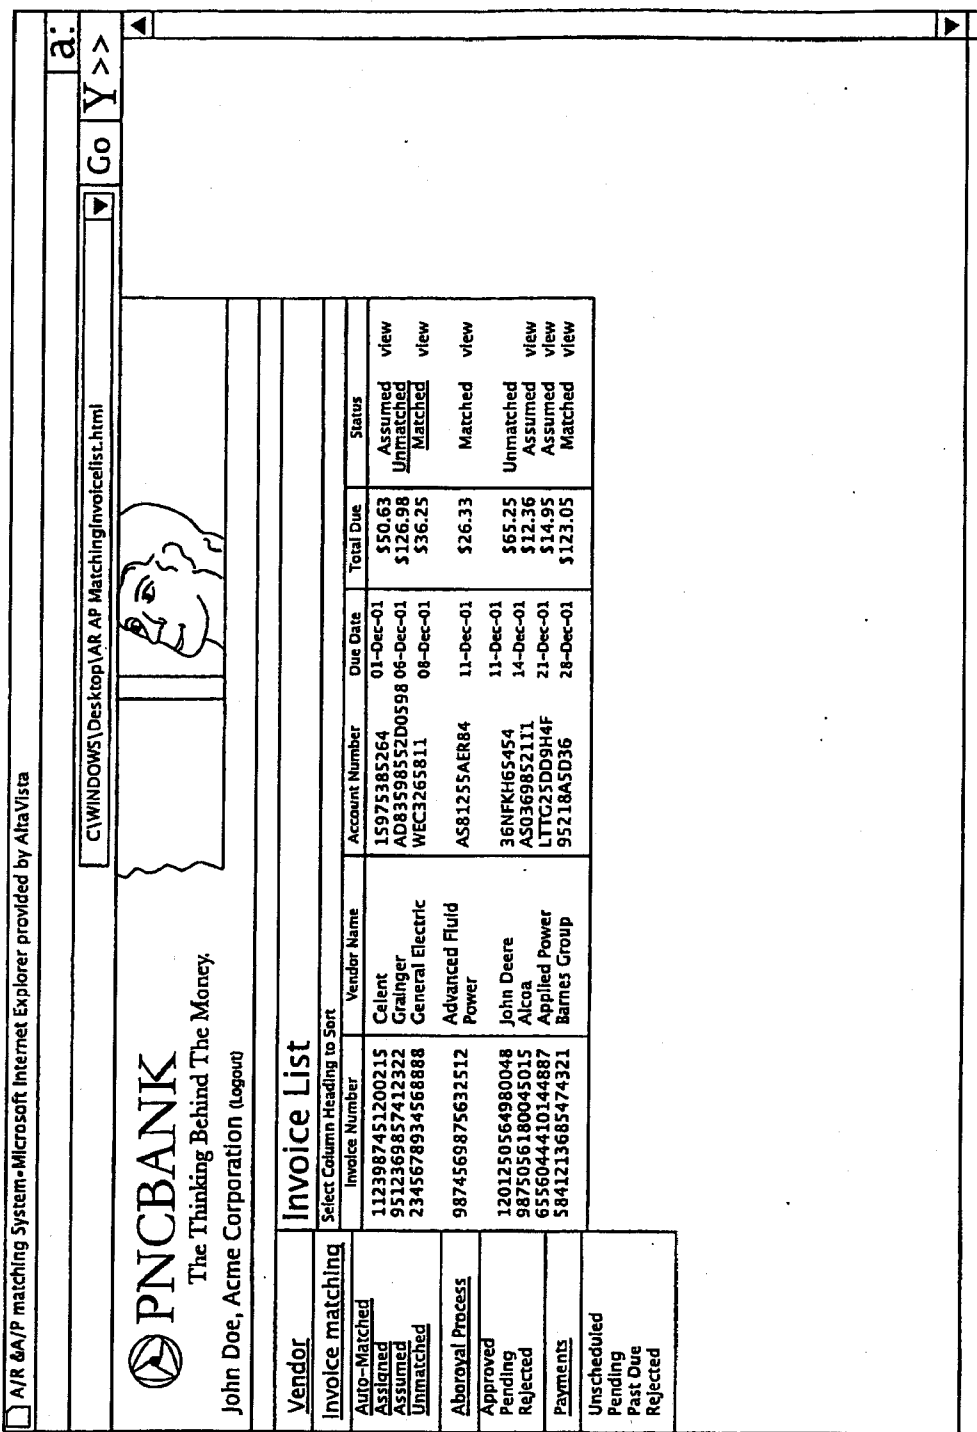 A/R &A/P matching System-Microsoft Internet Explorer provided by AltaVista
a:
C\WINDOWS\Desktop\AR AP Matchinginvoicelist.html Go Y >>
PNCBANK
The Thinking Behind The Money.
John Doe, Acme Corporation (Logout)
Vendor
Invoice matching
Auto-Matched
Assigned
Assumed
Unmatched
Aboroyal Process
Approved
Pending
Rejected
Payments
Unscheduled
Pending
Past Due
Rejected
Invoice List
Select Column Heading to Sort
Invoice Number Vendor Name Account Number Due Date Total Due Status
1123987451200215 Celent 15975385264 01-Dec-01 $50.63 Assumed view
951236985741 2322 Grainger AD83598552D0598 06-Dec-01 $126.98 Unmatched
2345678934568888 General Electric WEC3265811 08-Dec-01 $36.25 Matched view
9874569875632512 Advanced Fluid Power AS81255AER84 11-Dec-01 $26.33 Matched view
1201250564980048 John Deere 36NFKH65454 11-Dec-01 $65.25 Unmatched
9875056180045015 Alcoa AS0369852111 14-Dec-01 $12.36 Assumed view
6556044410144887 Applied Power LTTG25DD9H4F 21-Dec-01 $14.95 Assumed view
5841213685474321 Barnes Group 95218A5D36 28-Dec-01 $123.05 Matched view